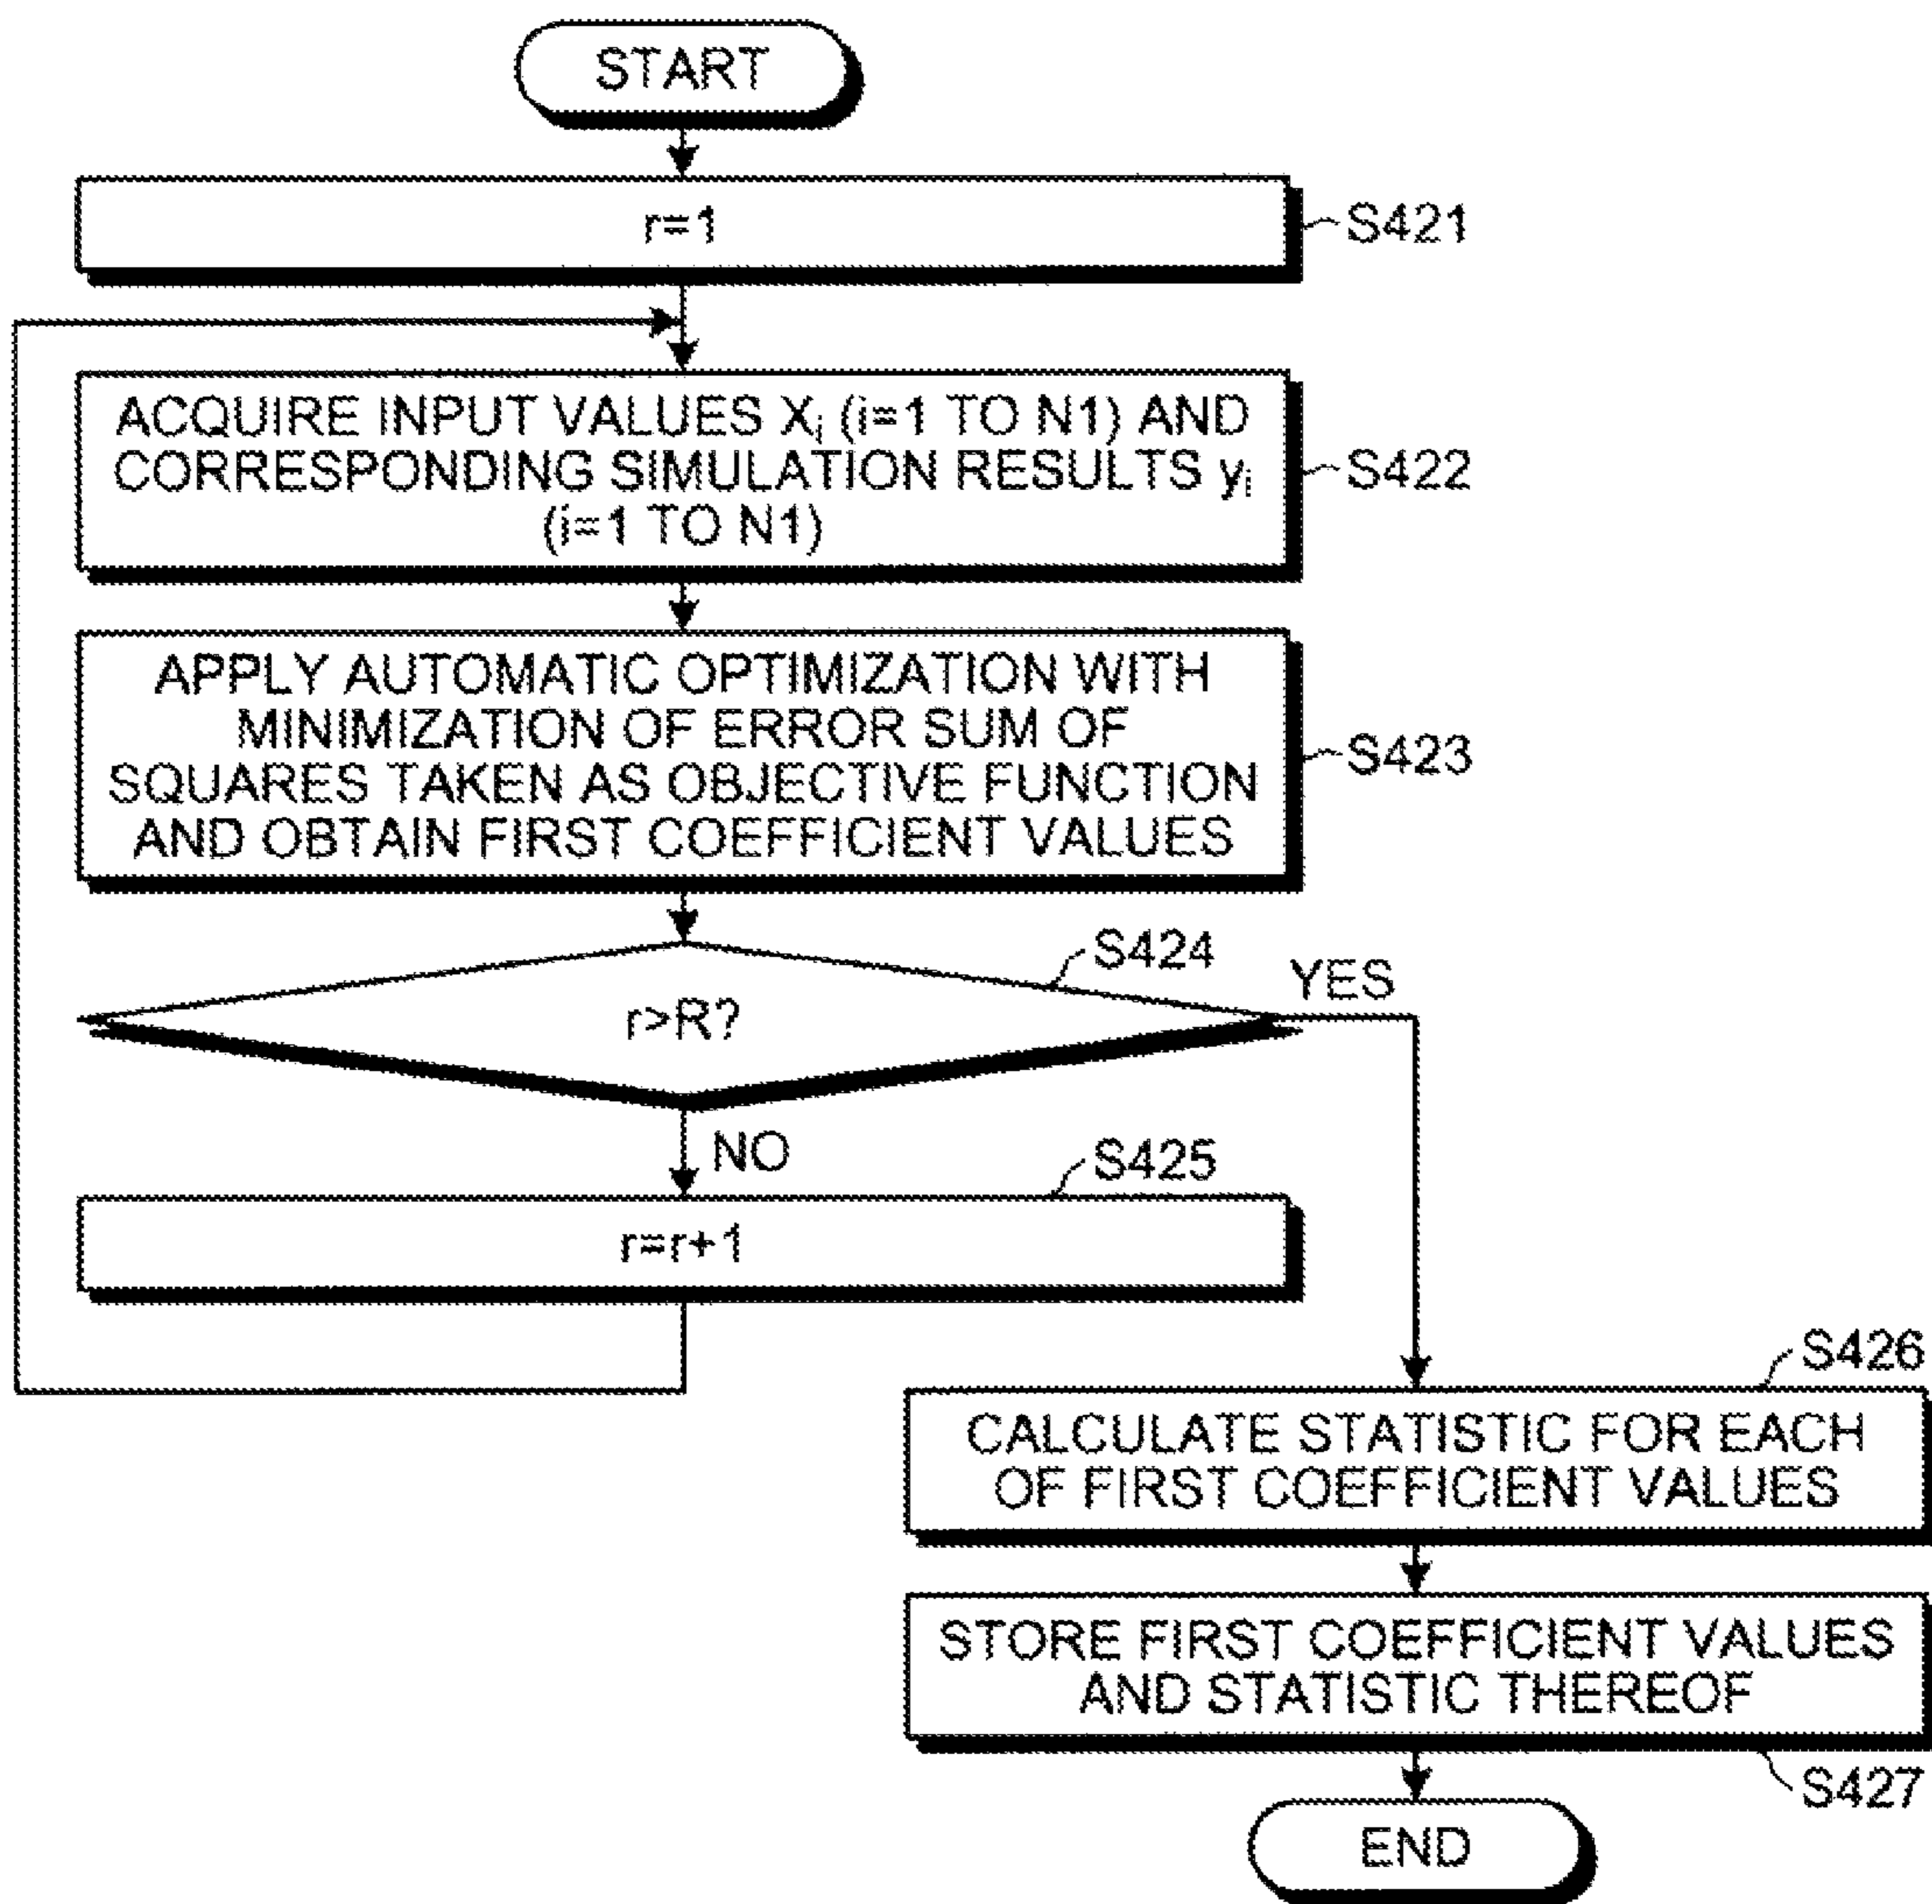 START
r=1
S421
ACQUIRE INPUT VALUES Xi (i=1 TO N1) AND
CORRESPONDING SIMULATION RESULTS yi
(i=1 TO N1)
S422
APPLY AUTOMATIC OPTIMIZATION WITH
MINIMIZATION OF ERROR SUM OF
SQUARES TAKEN AS OBJECTIVE FUNCTION
AND OBTAIN FIRST COEFFICIENT VALUES
S423
S424
r>R?
YES
NO
S425
r=r+1
S426
CALCULATE STATISTIC FOR EACH
OF FIRST COEFFICIENT VALUES
STORE FIRST COEFFICIENT VALUES
AND STATISTIC THEREOF
S427
END